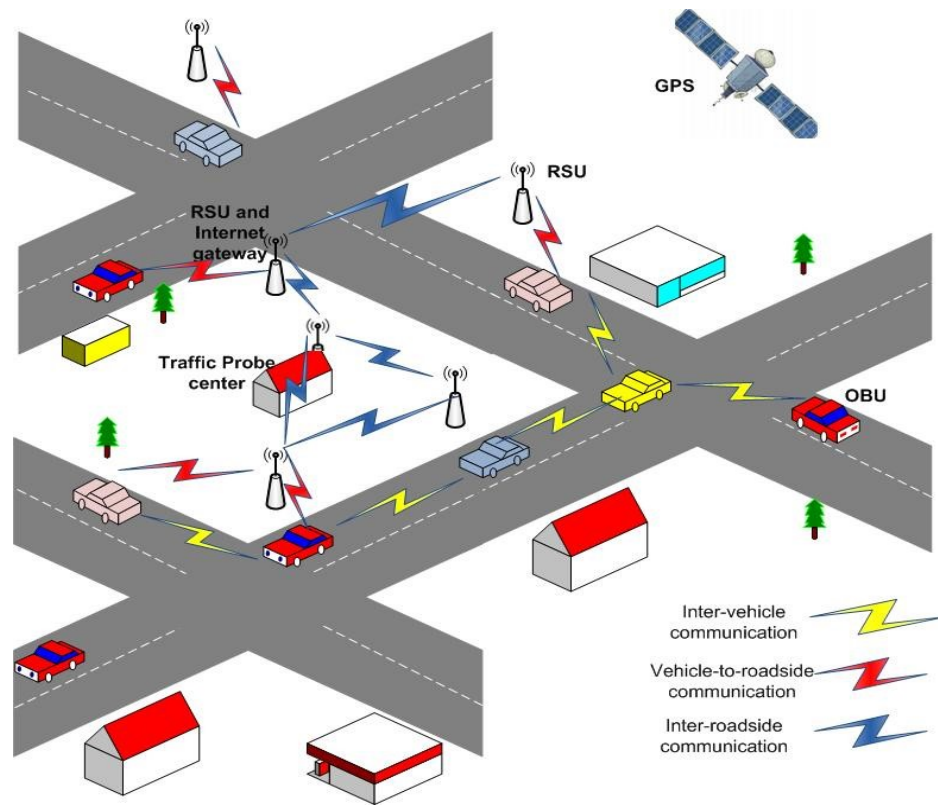 GPS
RSU
RSU and
Internet
gateway
Traffic Probe
center
OBU
Inter-vehicle
communication
Vehicle-to-roadside
communication
Inter-roadside
communication